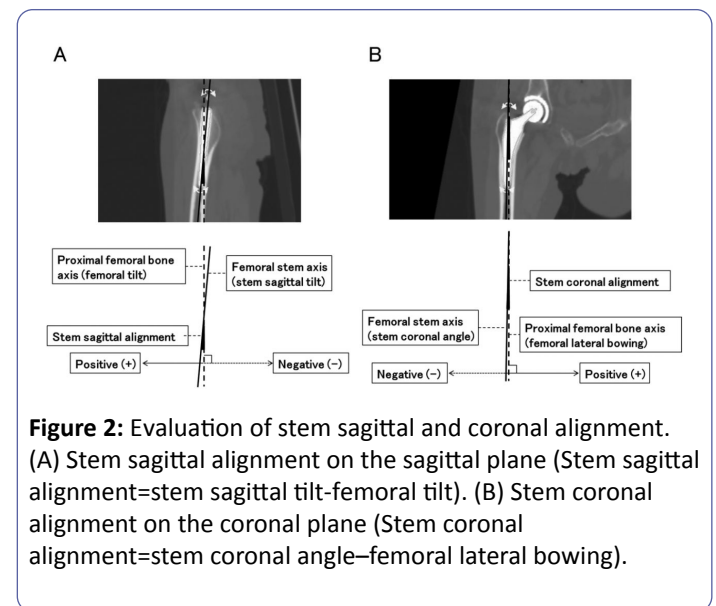 A
B
Proximal femoral bone
axis (femoral tilt)
Femoral stem axis
(stem sagittal tilt)
Stem sagittal alignment
Positive (+)
Negative (−)
Stem coronal alignment
Femoral stem axis
(stem coronal angle)
Proximal femoral bone axis
(femoral lateral bowing)
Negative (−)
Positive (+)
Figure 2: Evaluation of stem sagittal and coronal alignment.
(A) Stem sagittal alignment on the sagittal plane (Stem sagittal
alignment=stem sagittal tilt-femoral tilt). (B) Stem coronal
alignment on the coronal plane (Stem coronal
alignment=stem coronal angle–femoral lateral bowing).